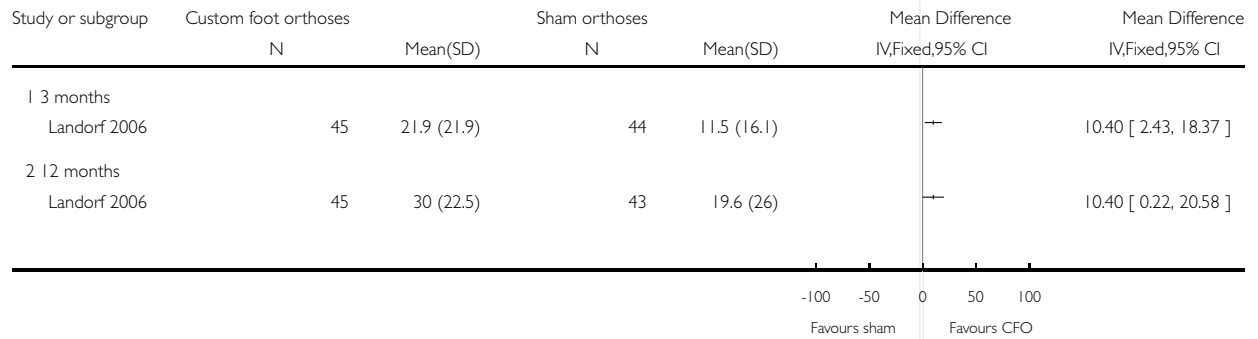 Study or subgroup Custom foot orthoses Sham orthoses Mean Difference Mean Difference
N Mean(SD) N Mean(SD) IV,Fixed,95% CI IV,Fixed,95% CI
1 3 months
Landorf 2006 45 21.9 (21.9) 44 11.5 (16.1) 10.40 [ 2.43, 18.37 ]
2 12 months
Landorf 2006 45 30 (22.5) 43 19.6 (26) 10.40 [ 0.22, 20.58 ]
-100 -50 0 50 100
Favours sham Favours CFO